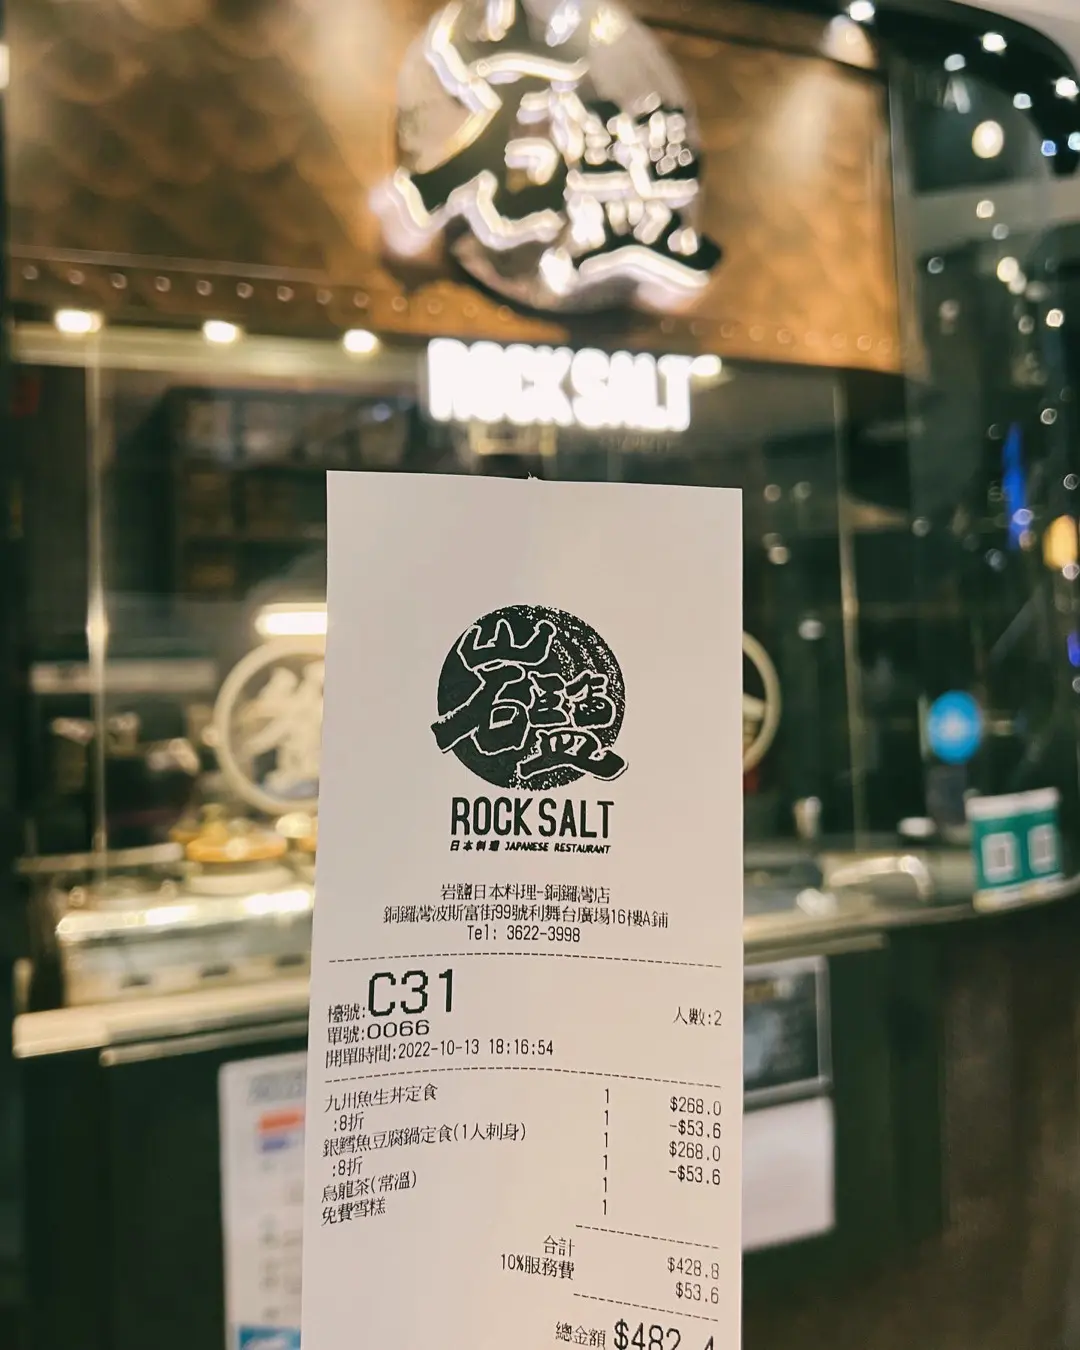 岩鹽
ROCK SALT
岩鹽
ROCK SALT
日本料理 JAPANESE RESTAURANT
岩鹽日本料理-銅鑼灣店
銅鑼灣波斯富街99號利舞台廣場16樓A鋪
Tel: 3622-3998
檯號:C31
單號:0066 人數:2
開單時間:2022-10-13 18:16:54
九州魚生丼定食 1 $268.0
:8折 1 -$53.6
銀鱈魚豆腐鍋定食(1人刺身) 1 $268.0
:8折 1 -$53.6
烏龍茶(常溫) 1
免費雪糕 1
合計 $428.8
10%服務費 $53.6
總金額 $482.4